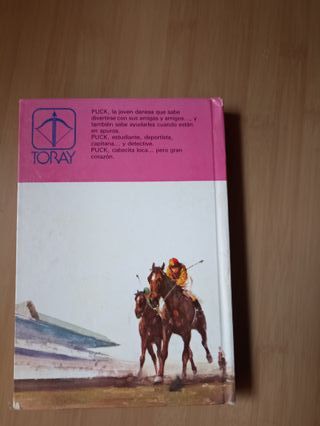 PUCK, la joven danesa que sabe
divertirse con sus amigas y amigos..., y
también sabe ayudarles cuando están
en apuros.
PUCK, estudiante, deportista,
capitana... y detective.
PUCK, cabecita loca... pero gran
corazón.
TORAY